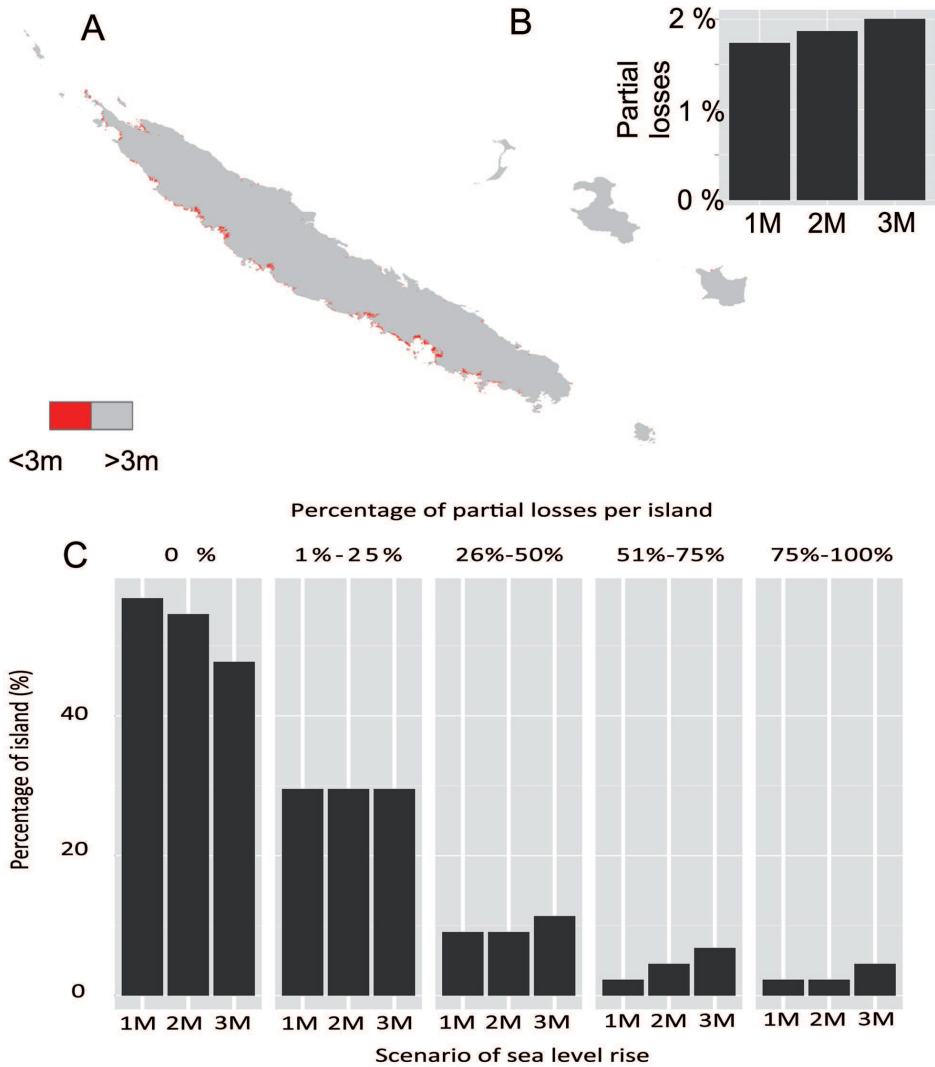 A
B
Partial
losses
2 %
1 %
0 %
1M 2M 3M
<3m >3m
Percentage of partial losses per island
C
0 % 1%-25% 26%-50% 51%-75% 75%-100%
Percentage of island (%)
40
20
0
1M 2M 3M 1M 2M 3M 1M 2M 3M 1M 2M 3M 1M 2M 3M
Scenario of sea level rise